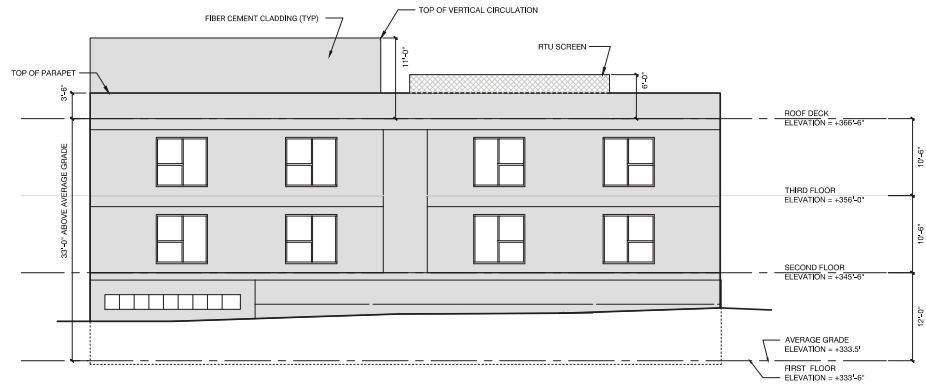 TOP OF VERTICAL CIRCULATION
FIBER CEMENT CLADDING (TYP)
RTU SCREEN
11'-0"
TOP OF PARAPET
6'-0"
3'-6"
ROOF DECK
ELEVATION = +366'-6"
33'-0" ABOVE AVERAGE GRADE
10'-6"
THIRD FLOOR
ELEVATION = +356'-0"
10'-6"
SECOND FLOOR
ELEVATION = +345'-6"
12'-0"
AVERAGE GRADE
ELEVATION = +333.5'
FIRST FLOOR
ELEVATION = +333'-6"